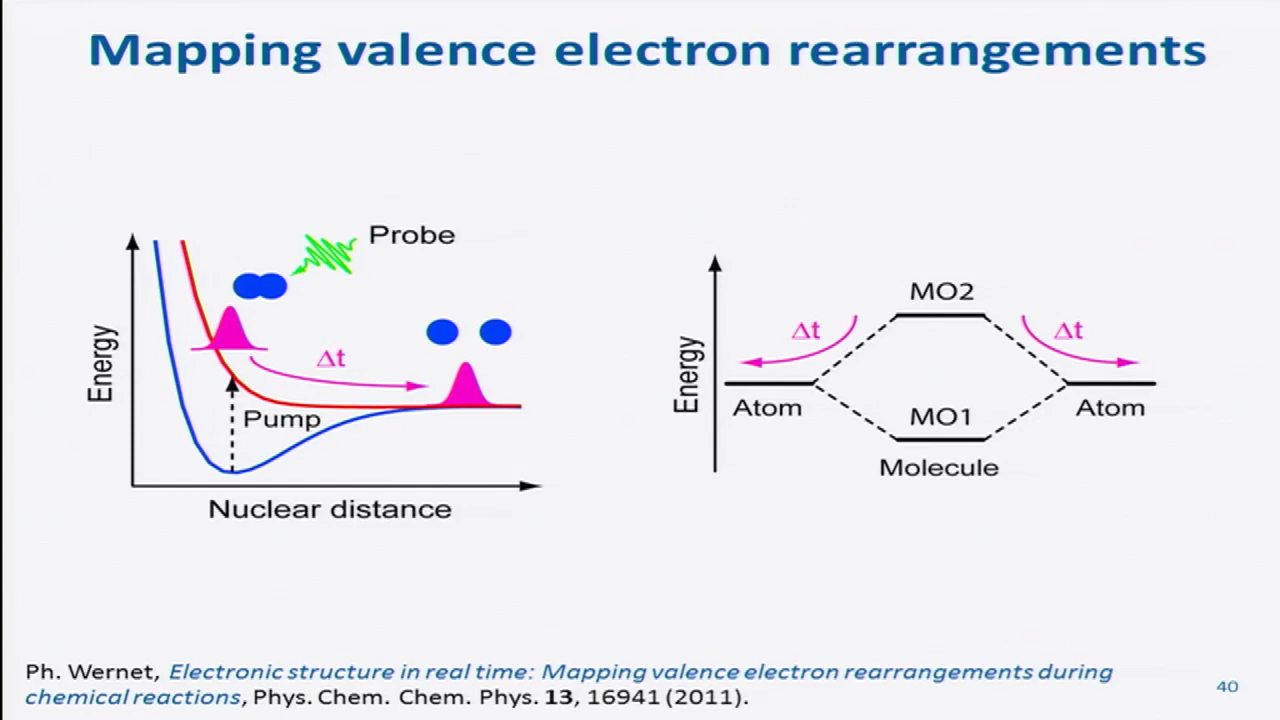 Mapping valence electron rearrangements
Probe
Δt
Pump
Energy
Nuclear distance
MO2
Δt
Δt
Energy
Atom
Atom
MO1
Molecule
Ph. Wernet, Electronic structure in real time: Mapping valence electron rearrangements during
chemical reactions, Phys. Chem. Chem. Phys. 13, 16941 (2011).
40